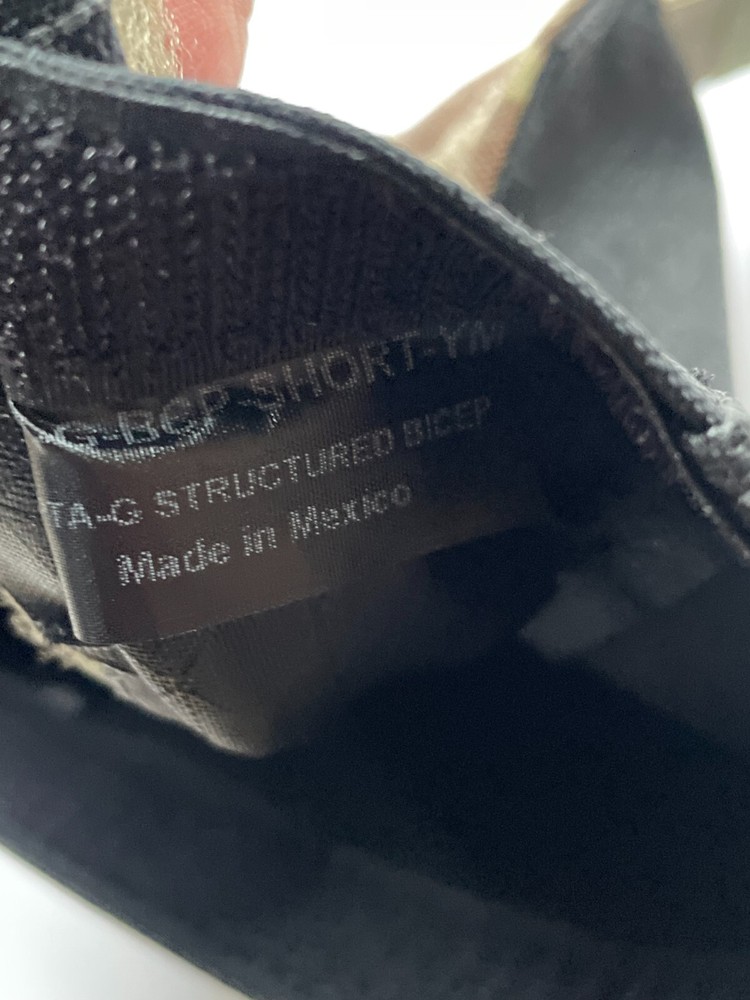 G-BCP-SHORT-YM
TA-G STRUCTURED BICEP
Made in Mexico